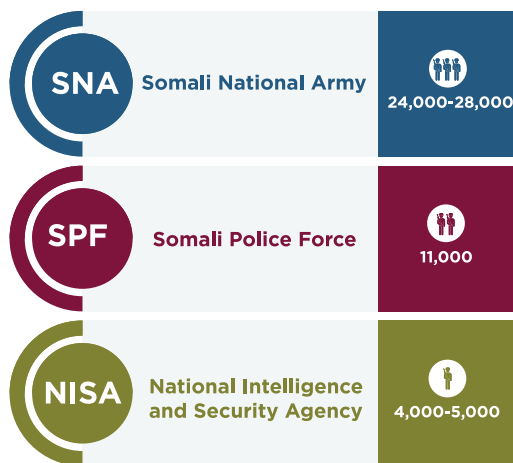 SNA
Somali National Army
24,000-28,000
SPF
Somali Police Force
11,000
NISA
National Intelligence
and Security Agency
4,000-5,000